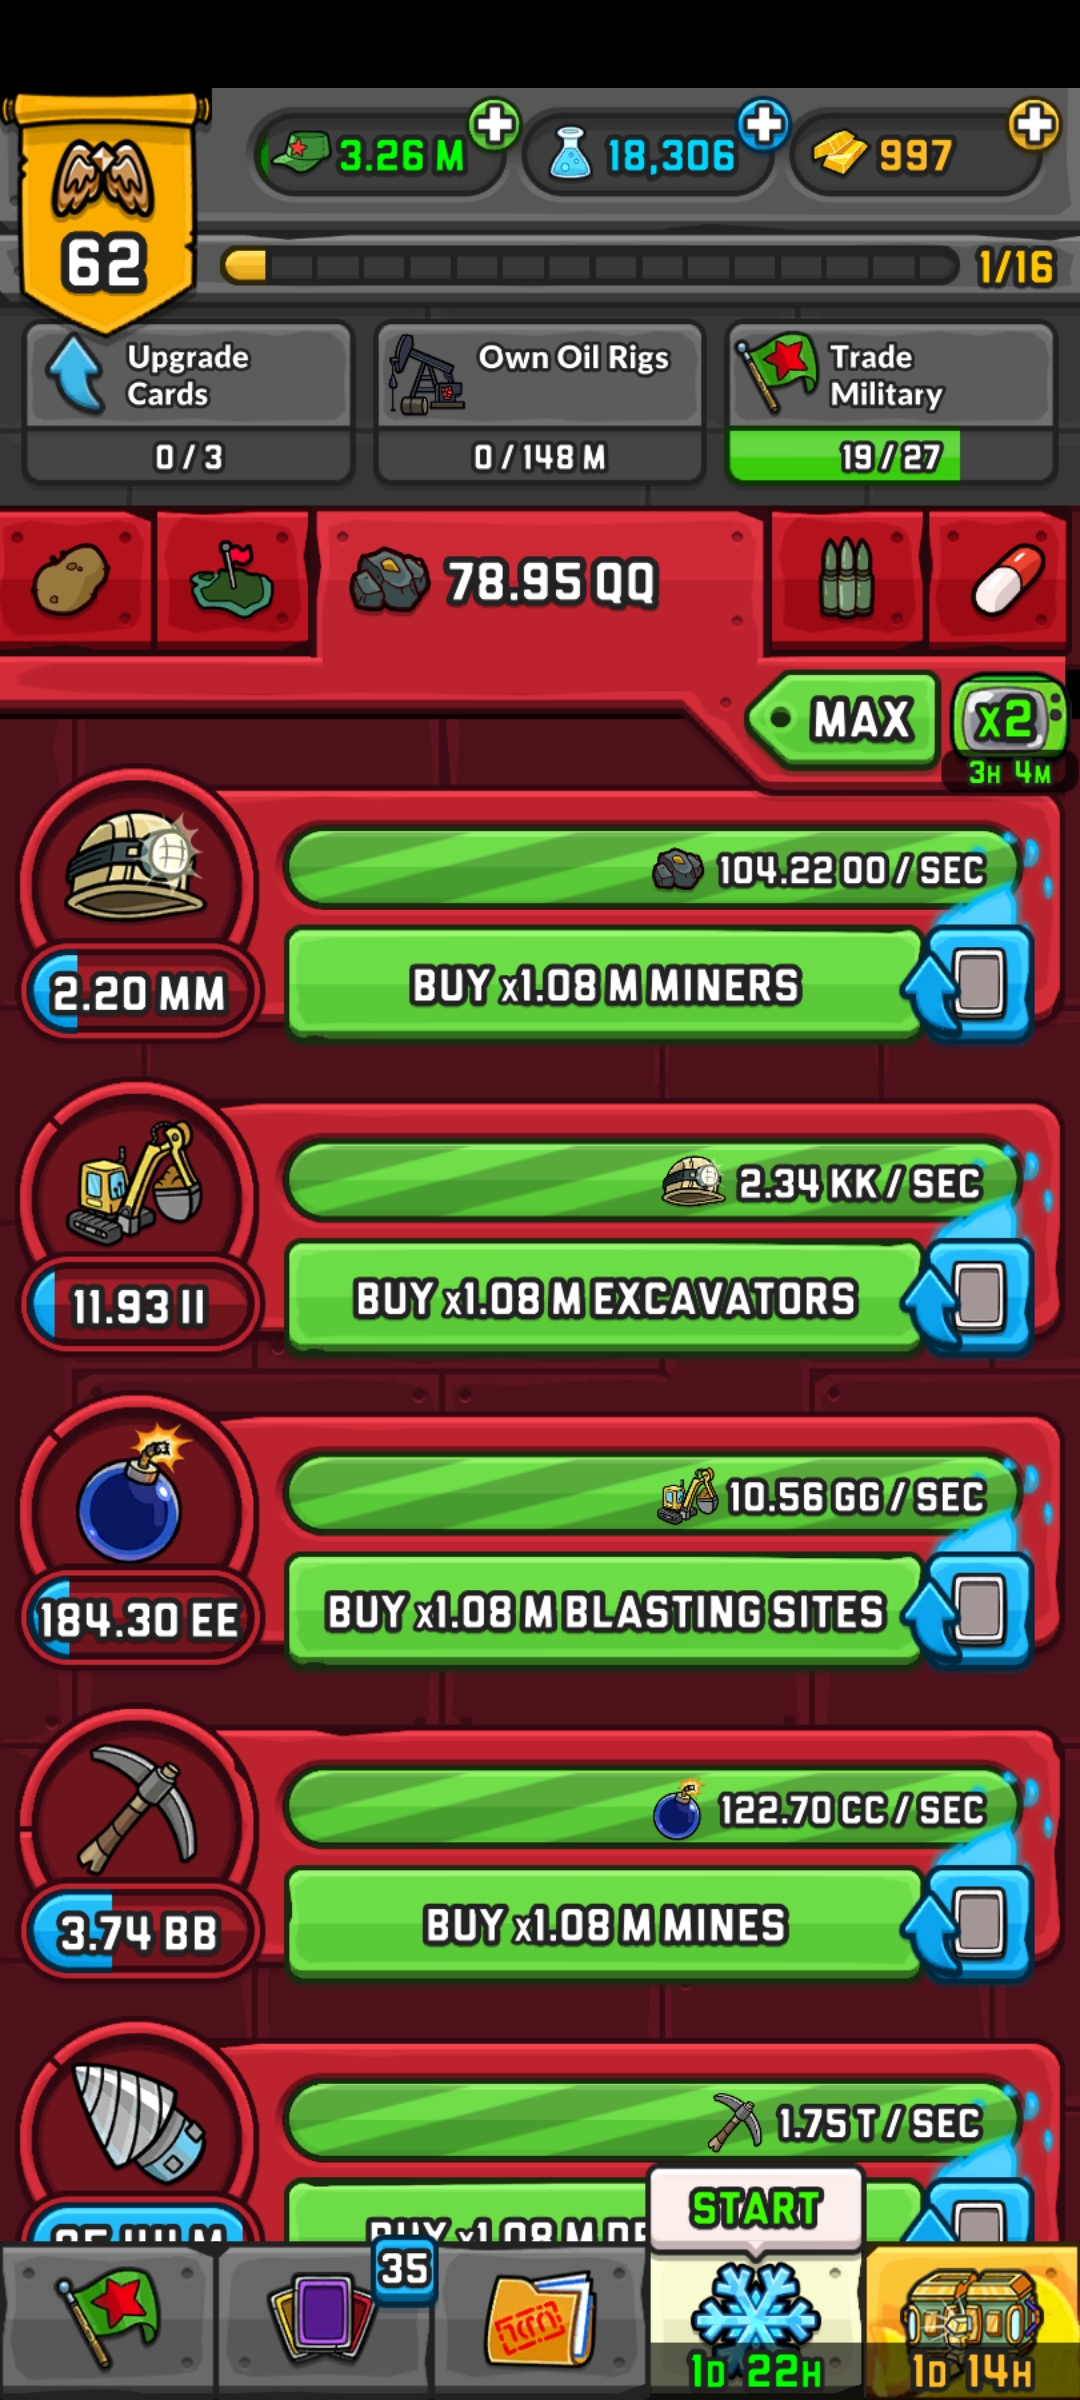 3.26 M
18,306
997
62
1/16
Upgrade
Cards
0 / 3
Own Oil Rigs
0 / 148 M
Trade
Military
19 / 27
78.95 QQ
MAX
x2
3H 4M
104.22 OO / SEC
2.20 MM
BUY x1.08 M MINERS
2.34 KK / SEC
11.93 II
BUY x1.08 M EXCAVATORS
10.56 GG / SEC
184.30 EE
BUY x1.08 M BLASTING SITES
122.70 CC / SEC
3.74 BB
BUY x1.08 M MINES
1.75 T / SEC
BUY x1.08 M
START
35
1D 22H
1D 14H